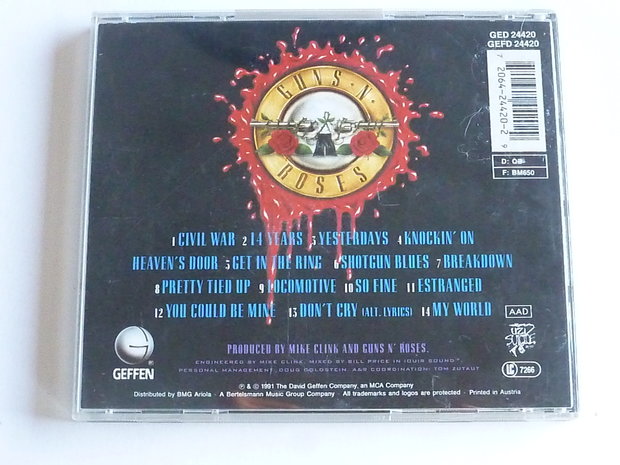 GED 24420
GEFD 24420
7 2064-24420-2 9
D: O⊪
F: BM650
GUNS · N ·
ROSES
1 CIVIL WAR 2 14 YEARS 3 YESTERDAYS 4 KNOCKIN' ON
HEAVEN'S DOOR 5 GET IN THE RING 6 SHOTGUN BLUES 7 BREAKDOWN
8 PRETTY TIED UP 9 LOCOMOTIVE 10 SO FINE 11 ESTRANGED
12 YOU COULD BE MINE 13 DON'T CRY (ALT. LYRICS) 14 MY WORLD
AAD
GEFFEN
PRODUCED BY MIKE CLINK AND GUNS N' ROSES.
ENGINEERED BY MIKE CLINK, MIXED BY BILL PRICE IN IQUIR SOUND™
PERSONAL MANAGEMENT, DOUG GOLDSTEIN. A&R COORDINATION: TOM ZUTAUT
℗ & © 1991 The David Geffen Company, an MCA Company
Distributed by BMG Ariola · A Bertelsmann Music Group Company · All trademarks and logos are protected · Printed in Austria
LC 7266